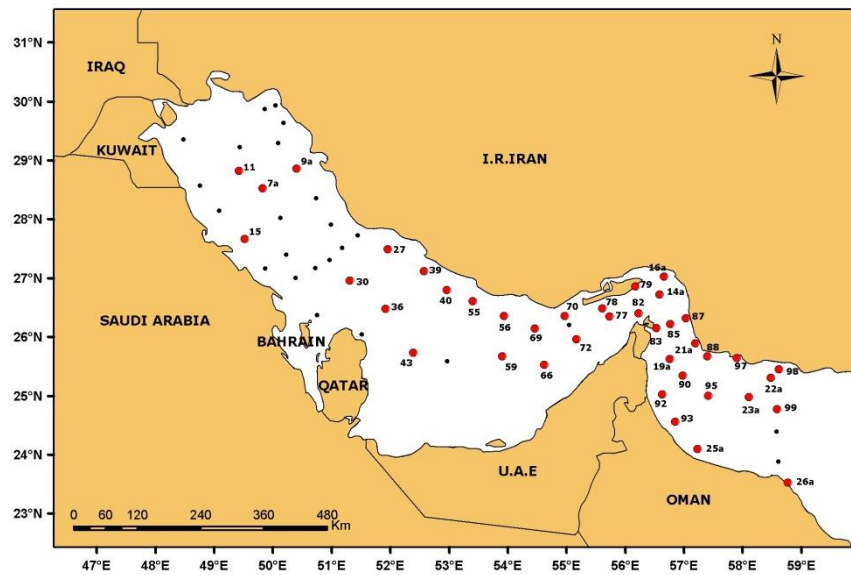 N
31°N
IRAQ
30°N
KUWAIT
29°N
11
9a
7a
I.R.IRAN
28°N
15
27
27°N
30
39
40
55
16a
79
14a
SAUDI ARABIA
26°N
36
56
70
78
77
82
87
BAHRAIN
43
69
72
83
85
21a
88
QATAR
59
66
19a
97
98
25°N
90
95
22a
92
23a
99
24°N
93
25a
U.A.E
OMAN
26a
23°N
0 60 120 240 360 480
Km
47°E 48°E 49°E 50°E 51°E 52°E 53°E 54°E 55°E 56°E 57°E 58°E 59°E